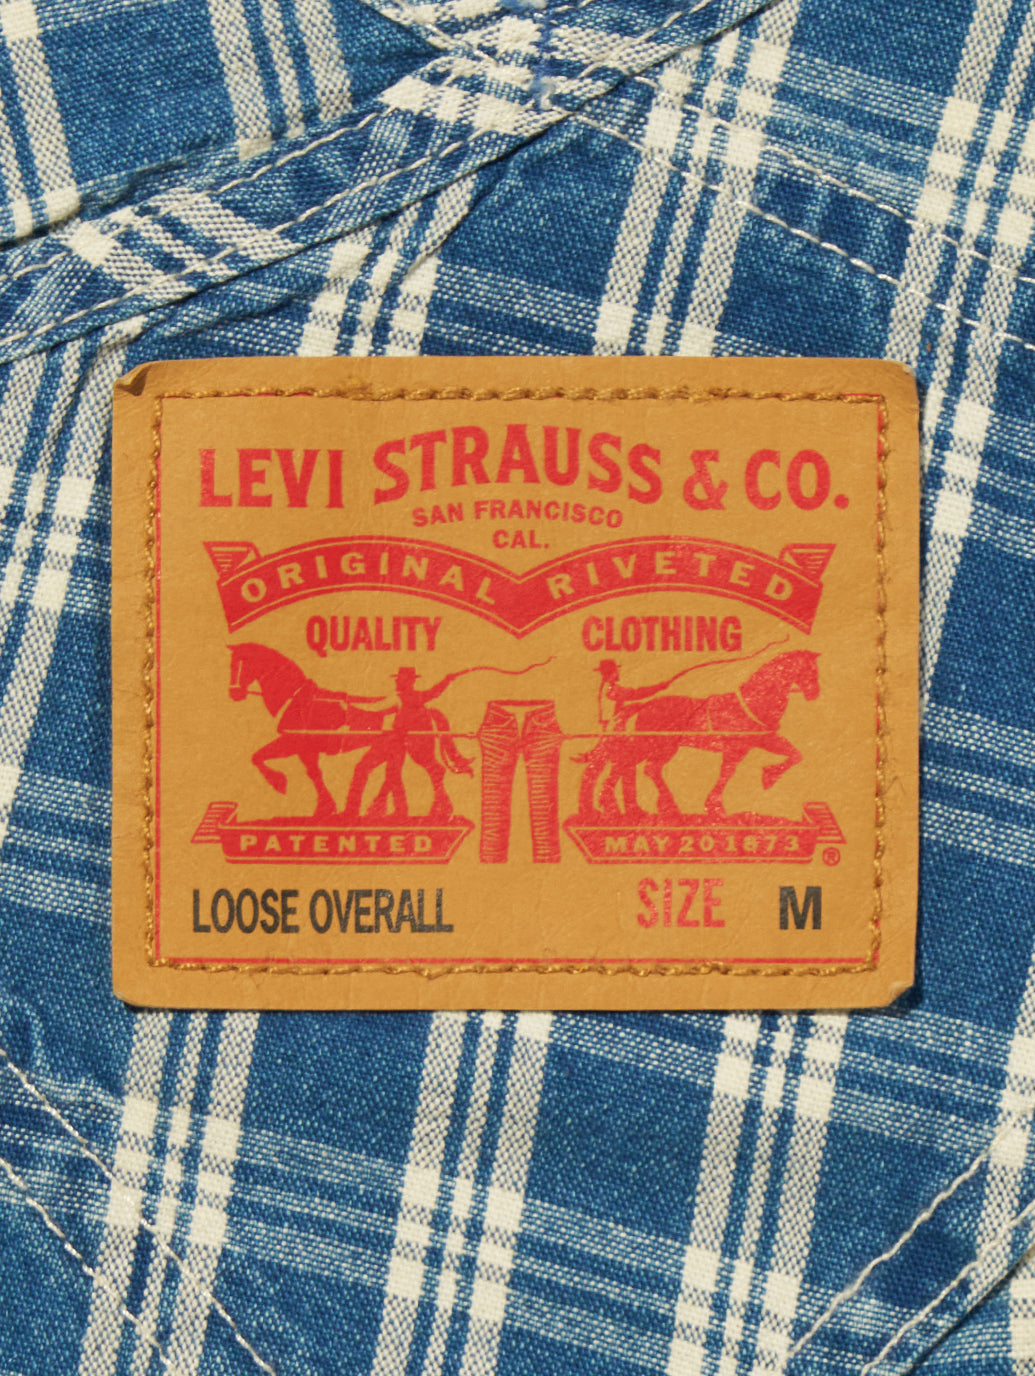 LEVI STRAUSS & CO.
SAN FRANCISCO
CAL.
ORIGINAL RIVETED
QUALITY CLOTHING
PATENTED MAY 20 1873 ®
LOOSE OVERALL SIZE M